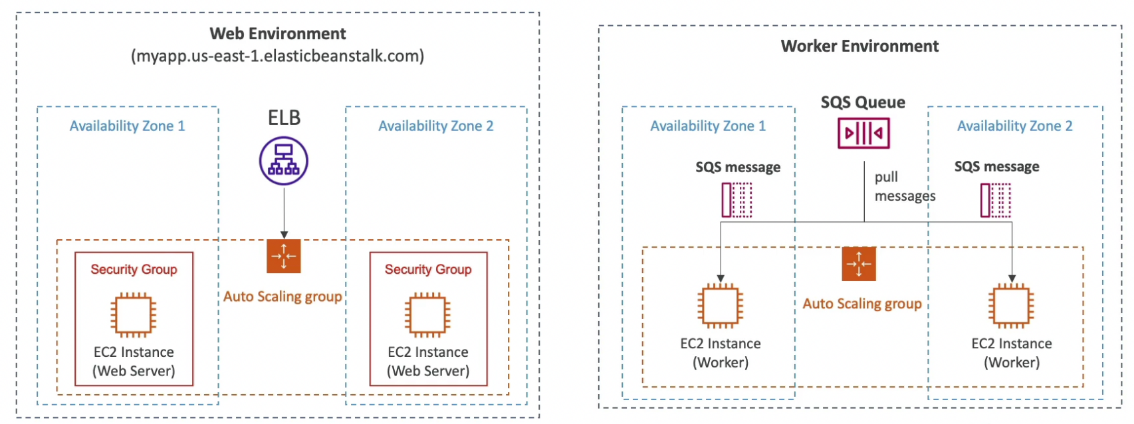 Web Environment
(myapp.us-east-1.elasticbeanstalk.com)
Availability Zone 1
ELB
Availability Zone 2
Security Group
Security Group
Auto Scaling group
EC2 Instance
(Web Server)
EC2 Instance
(Web Server)
Worker Environment
SQS Queue
Availability Zone 1
Availability Zone 2
SQS message
SQS message
pull
messages
Auto Scaling group
EC2 Instance
(Worker)
EC2 Instance
(Worker)